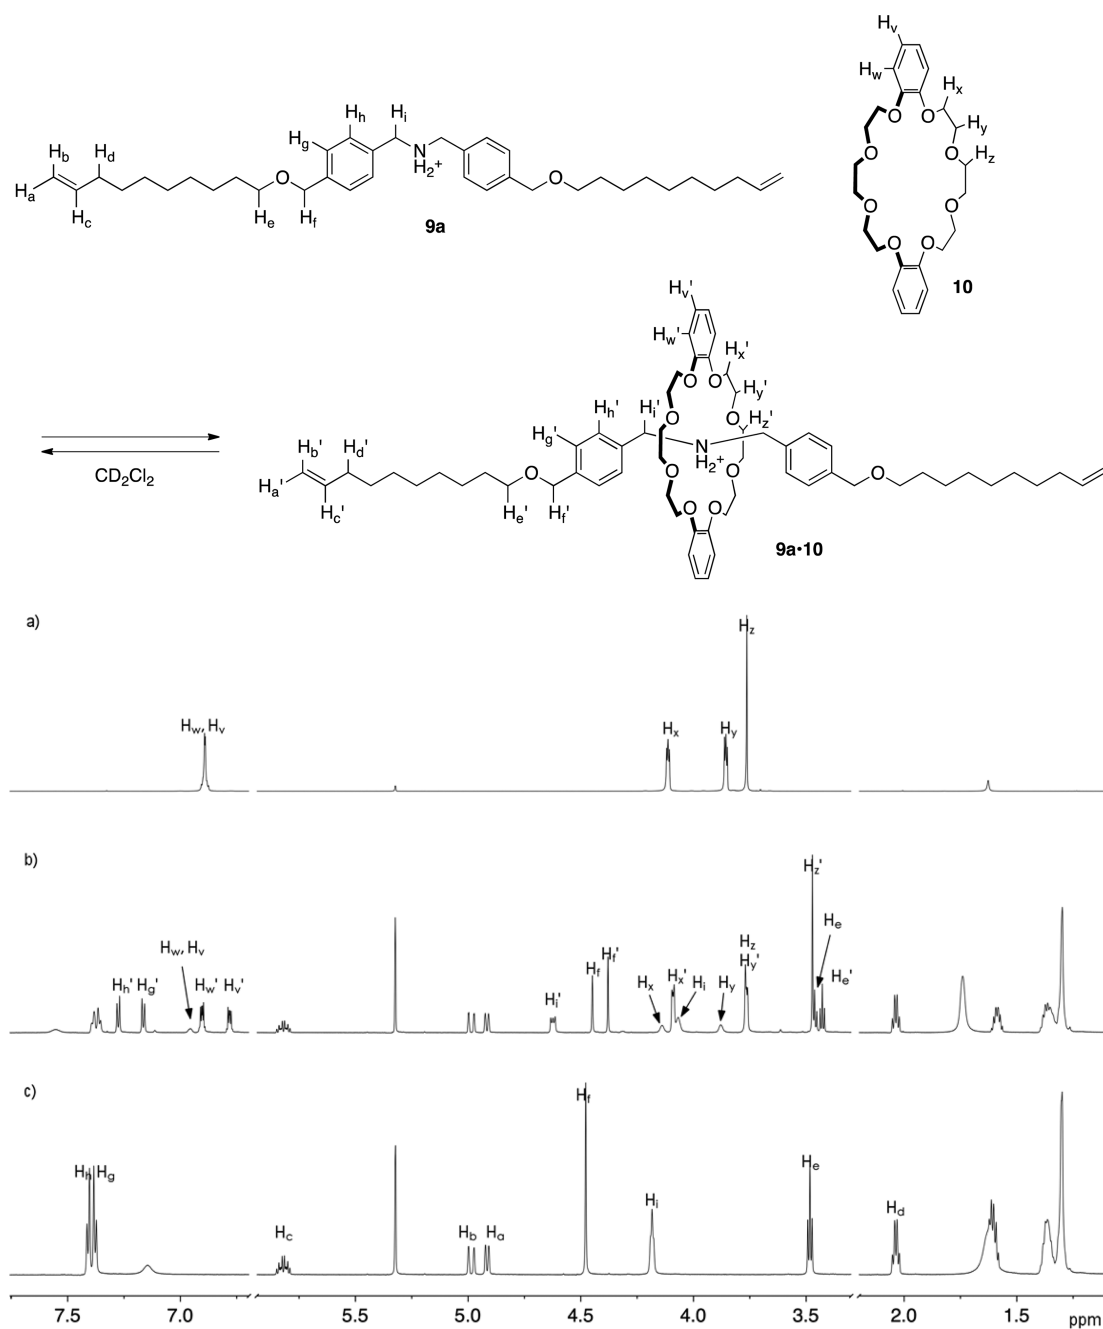 Hv
Hw
Hx
Hh
Hi
O
O
Hy
Hg
Hb
Hd
N
H2+
O
O
Hz
O
O
Ha
Hc
He
Hf
9a
O
O
O
O
10
Hv'
Hw'
Hx'
O
O
Hy'
Hh'
Hi'
O
O
Hz'
Hg'
N
H2+
Hb'
Hd'
O
O
O
O
CD2Cl2
Ha'
Hc'
He'
Hf'
O
O
9a•10
a)
Hz
Hw, Hv
Hx
Hy
b)
Hz'
He
Hw, Hv
Hz
Hy'
Hf'
Hf
Hh'
Hg'
Hw'
Hv'
Hi'
Hx
Hx'
Hi
Hy
He'
c)
Hf
Hh
Hg
He
Hi
Hd
Hc
Hb
Ha
7.5
7.0
5.5
5.0
4.5
4.0
3.5
2.0
1.5
ppm